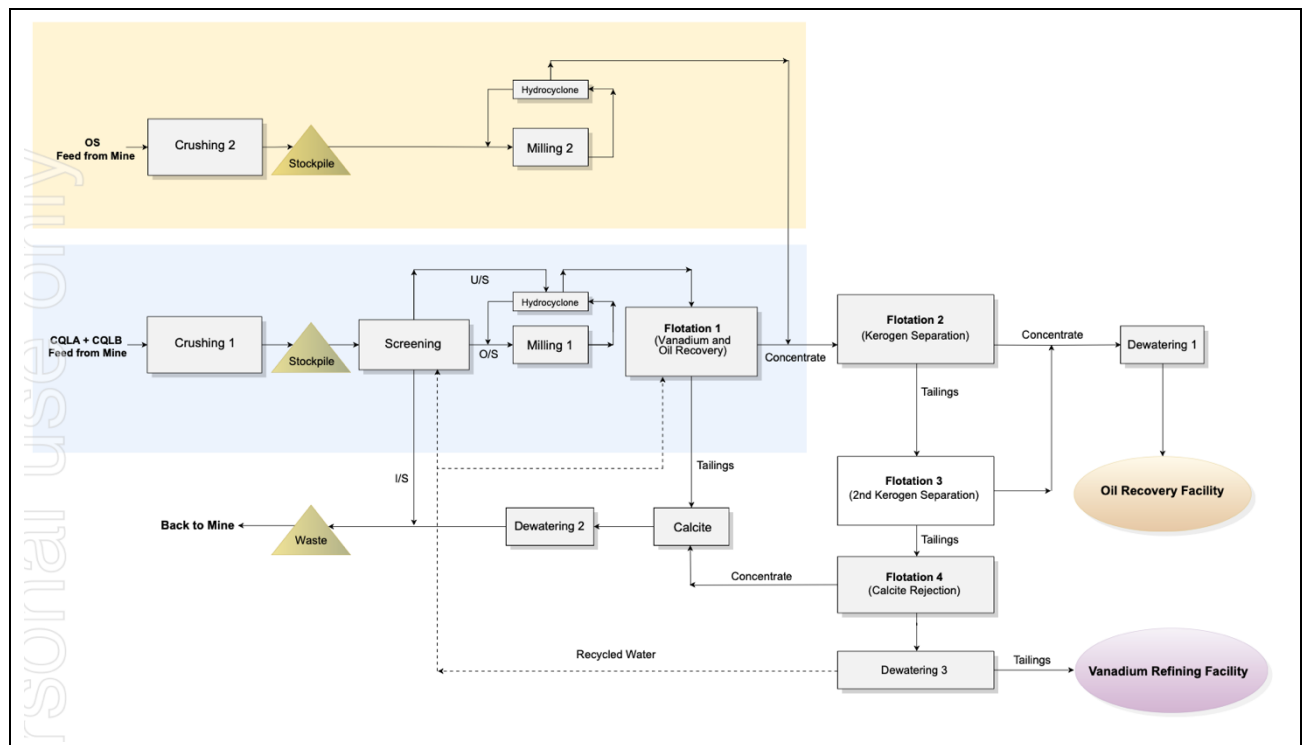 Hydrocyclone
OS
Feed from Mine
Crushing 2
Stockpile
Milling 2
U/S
Hydrocyclone
CQLA + CQLB
Feed from Mine
Crushing 1
Stockpile
Screening
O/S
Milling 1
Flotation 1
(Vanadium and
Oil Recovery)
Concentrate
Flotation 2
(Kerogen Separation)
Concentrate
Dewatering 1
Tailings
I/S
Tailings
Flotation 3
(2nd Kerogen Separation)
Oil Recovery Facility
Back to Mine
Waste
Dewatering 2
Calcite
Tailings
Concentrate
Flotation 4
(Calcite Rejection)
Recycled Water
Dewatering 3
Tailings
Vanadium Refining Facility
rsonal use only